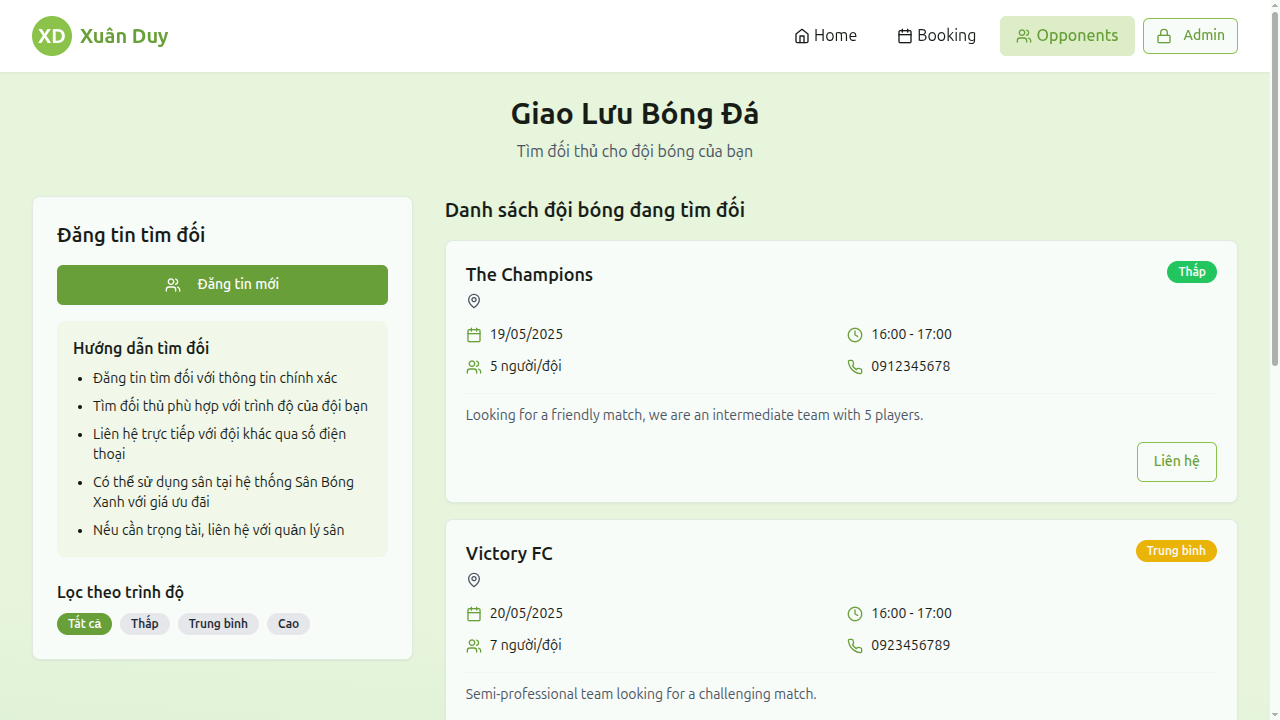 XD Xuân Duy
Home
Booking
Opponents
Admin
Giao Lưu Bóng Đá
Tìm đối thủ cho đội bóng của bạn
Đăng tin tìm đối
Đăng tin mới
Hướng dẫn tìm đối
Đăng tin tìm đối với thông tin chính xác
Tìm đối thủ phù hợp với trình độ của đội bạn
Liên hệ trực tiếp với đội khác qua số điện
thoại
Có thể sử dụng sân tại hệ thống Sân Bóng
Xanh với giá ưu đãi
Nếu cần trọng tài, liên hệ với quản lý sân
Lọc theo trình độ
Tất cả
Thấp
Trung bình
Cao
Danh sách đội bóng đang tìm đối
The Champions
Thấp
19/05/2025
16:00 - 17:00
5 người/đội
0912345678
Looking for a friendly match, we are an intermediate team with 5 players.
Liên hệ
Victory FC
Trung bình
20/05/2025
16:00 - 17:00
7 người/đội
0923456789
Semi-professional team looking for a challenging match.